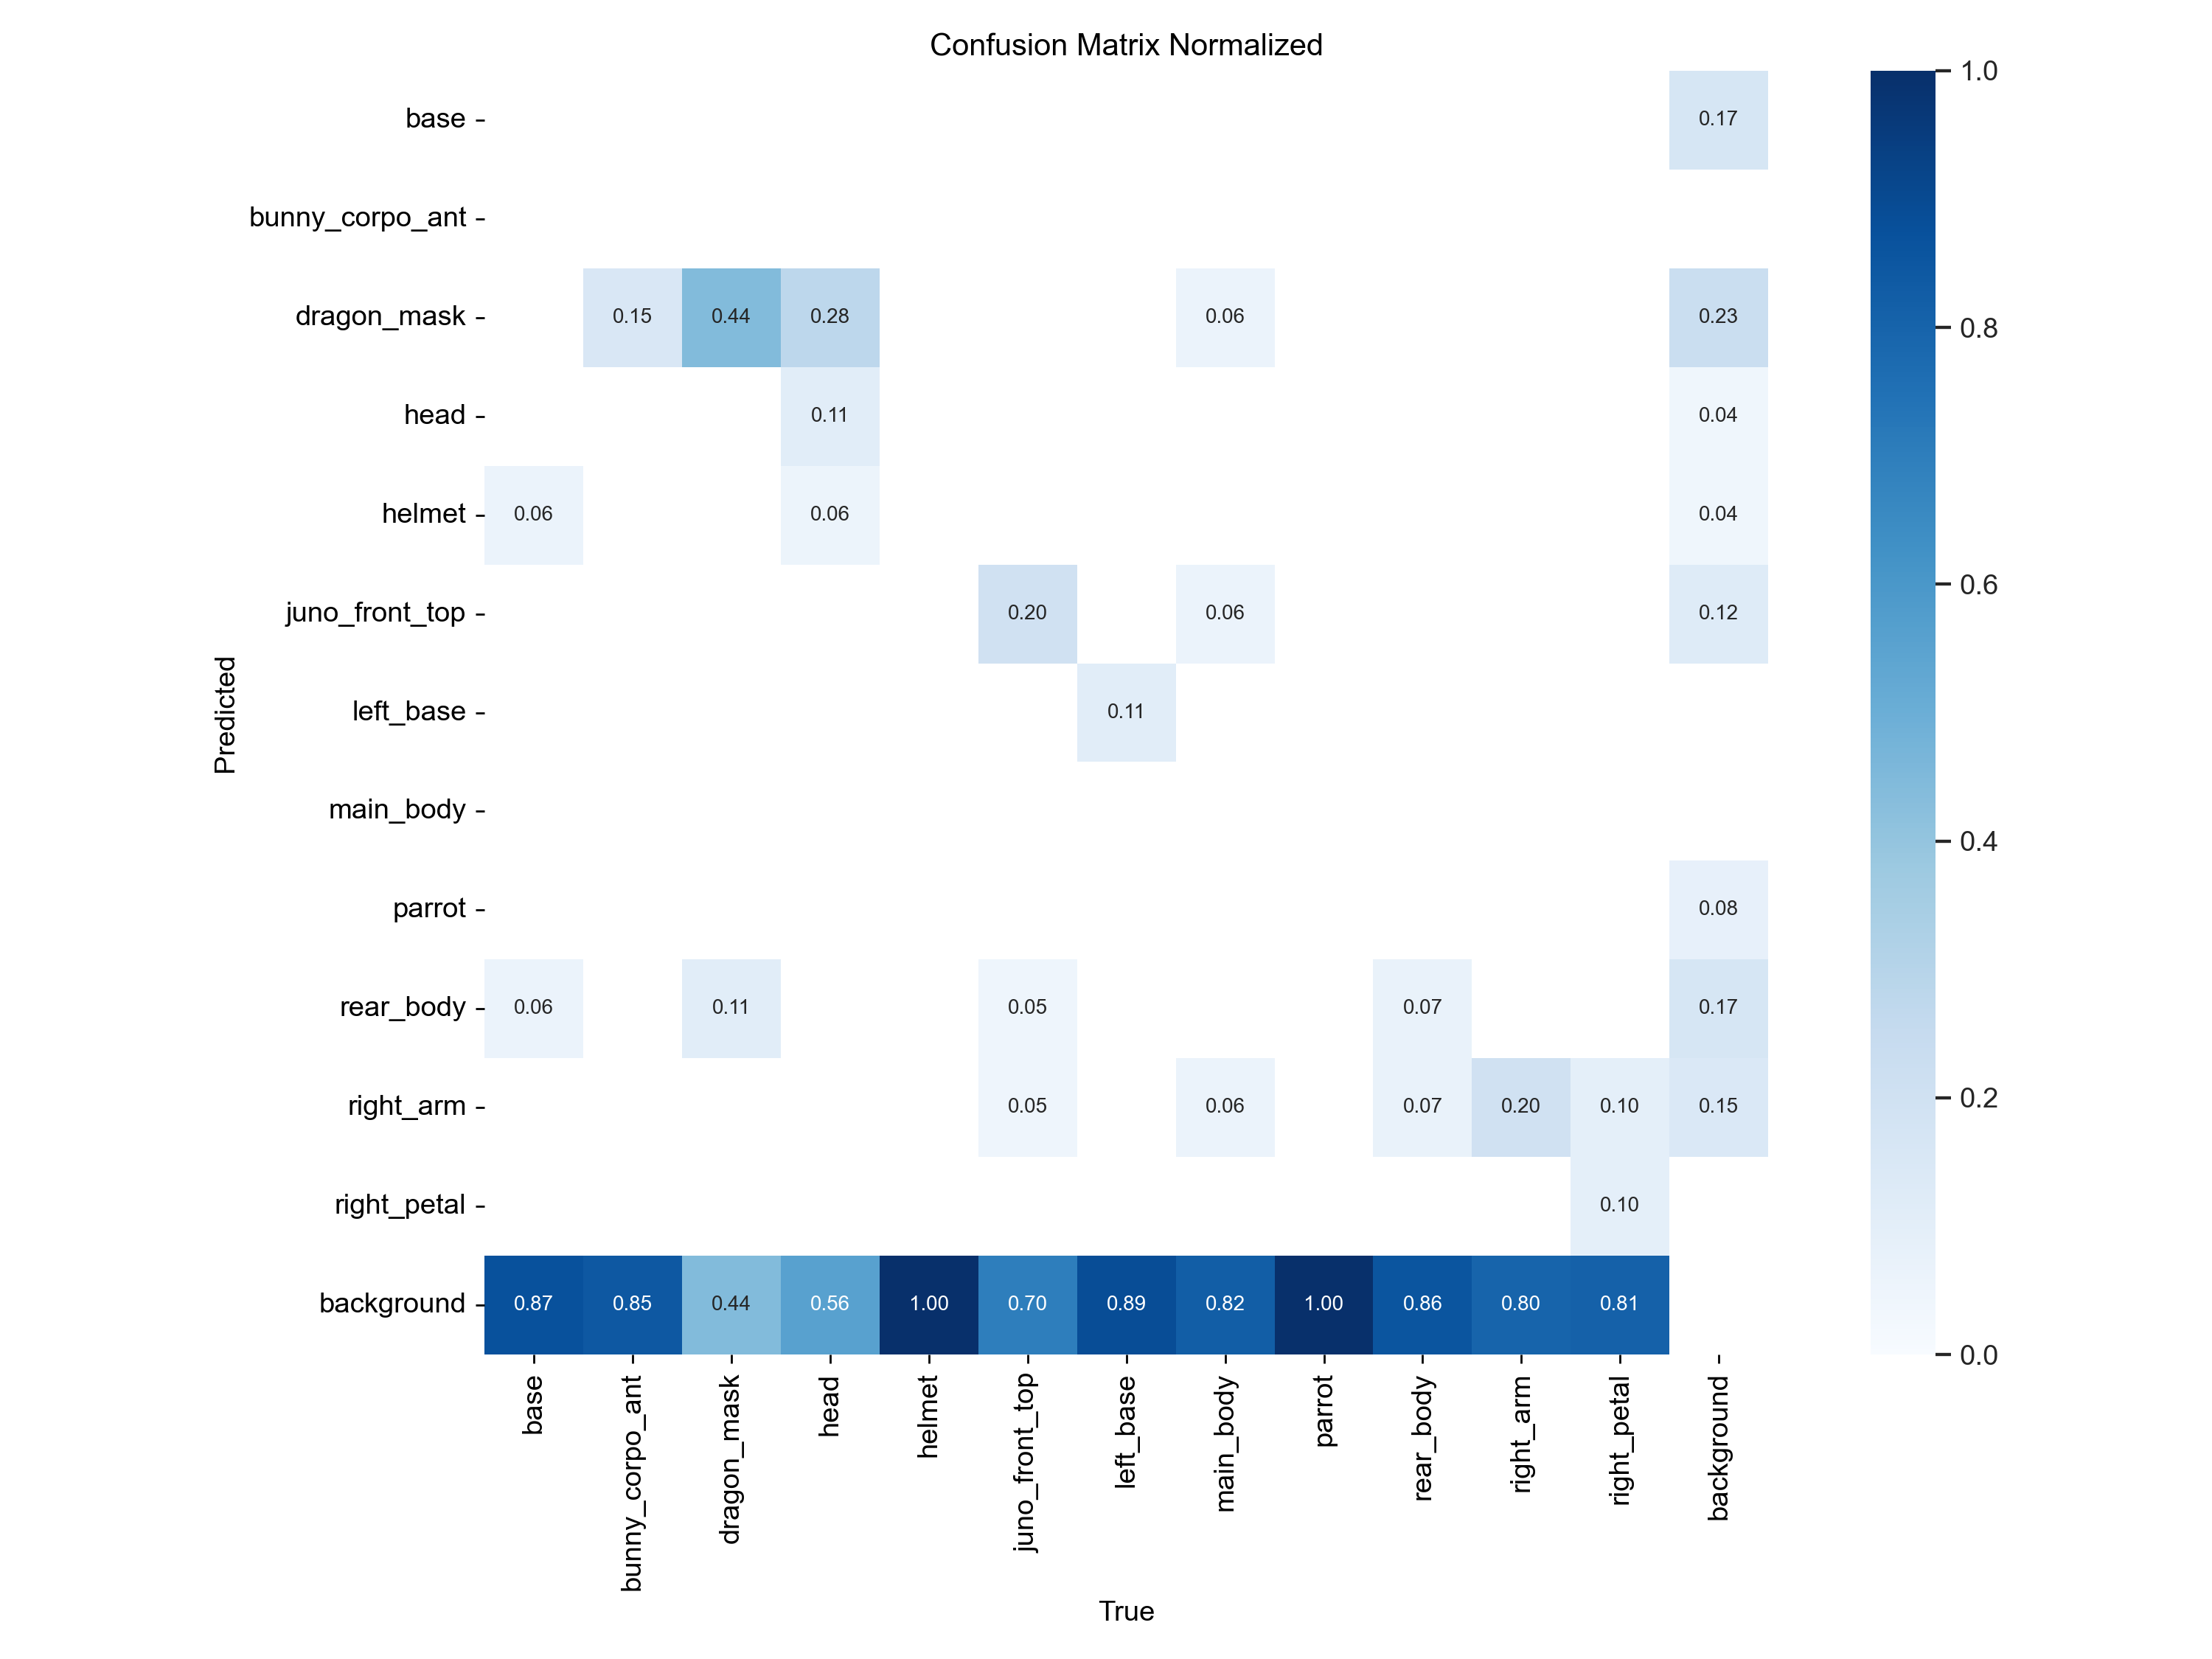 Confusion Matrix Normalized
base 0.17
bunny_corpo_ant
dragon_mask 0.15 0.44 0.28 0.06 0.23
head 0.11 0.04
helmet 0.06 0.06 0.04
juno_front_top 0.20 0.06 0.12
left_base 0.11
main_body
parrot 0.08
rear_body 0.06 0.11 0.05 0.07 0.17
right_arm 0.05 0.06 0.07 0.20 0.10 0.15
right_petal 0.10
background 0.87 0.85 0.44 0.56 1.00 0.70 0.89 0.82 1.00 0.86 0.80 0.81
Predicted
base bunny_corpo_ant dragon_mask head helmet juno_front_top left_base main_body parrot rear_body right_arm right_petal background
True
1.0
0.8
0.6
0.4
0.2
0.0